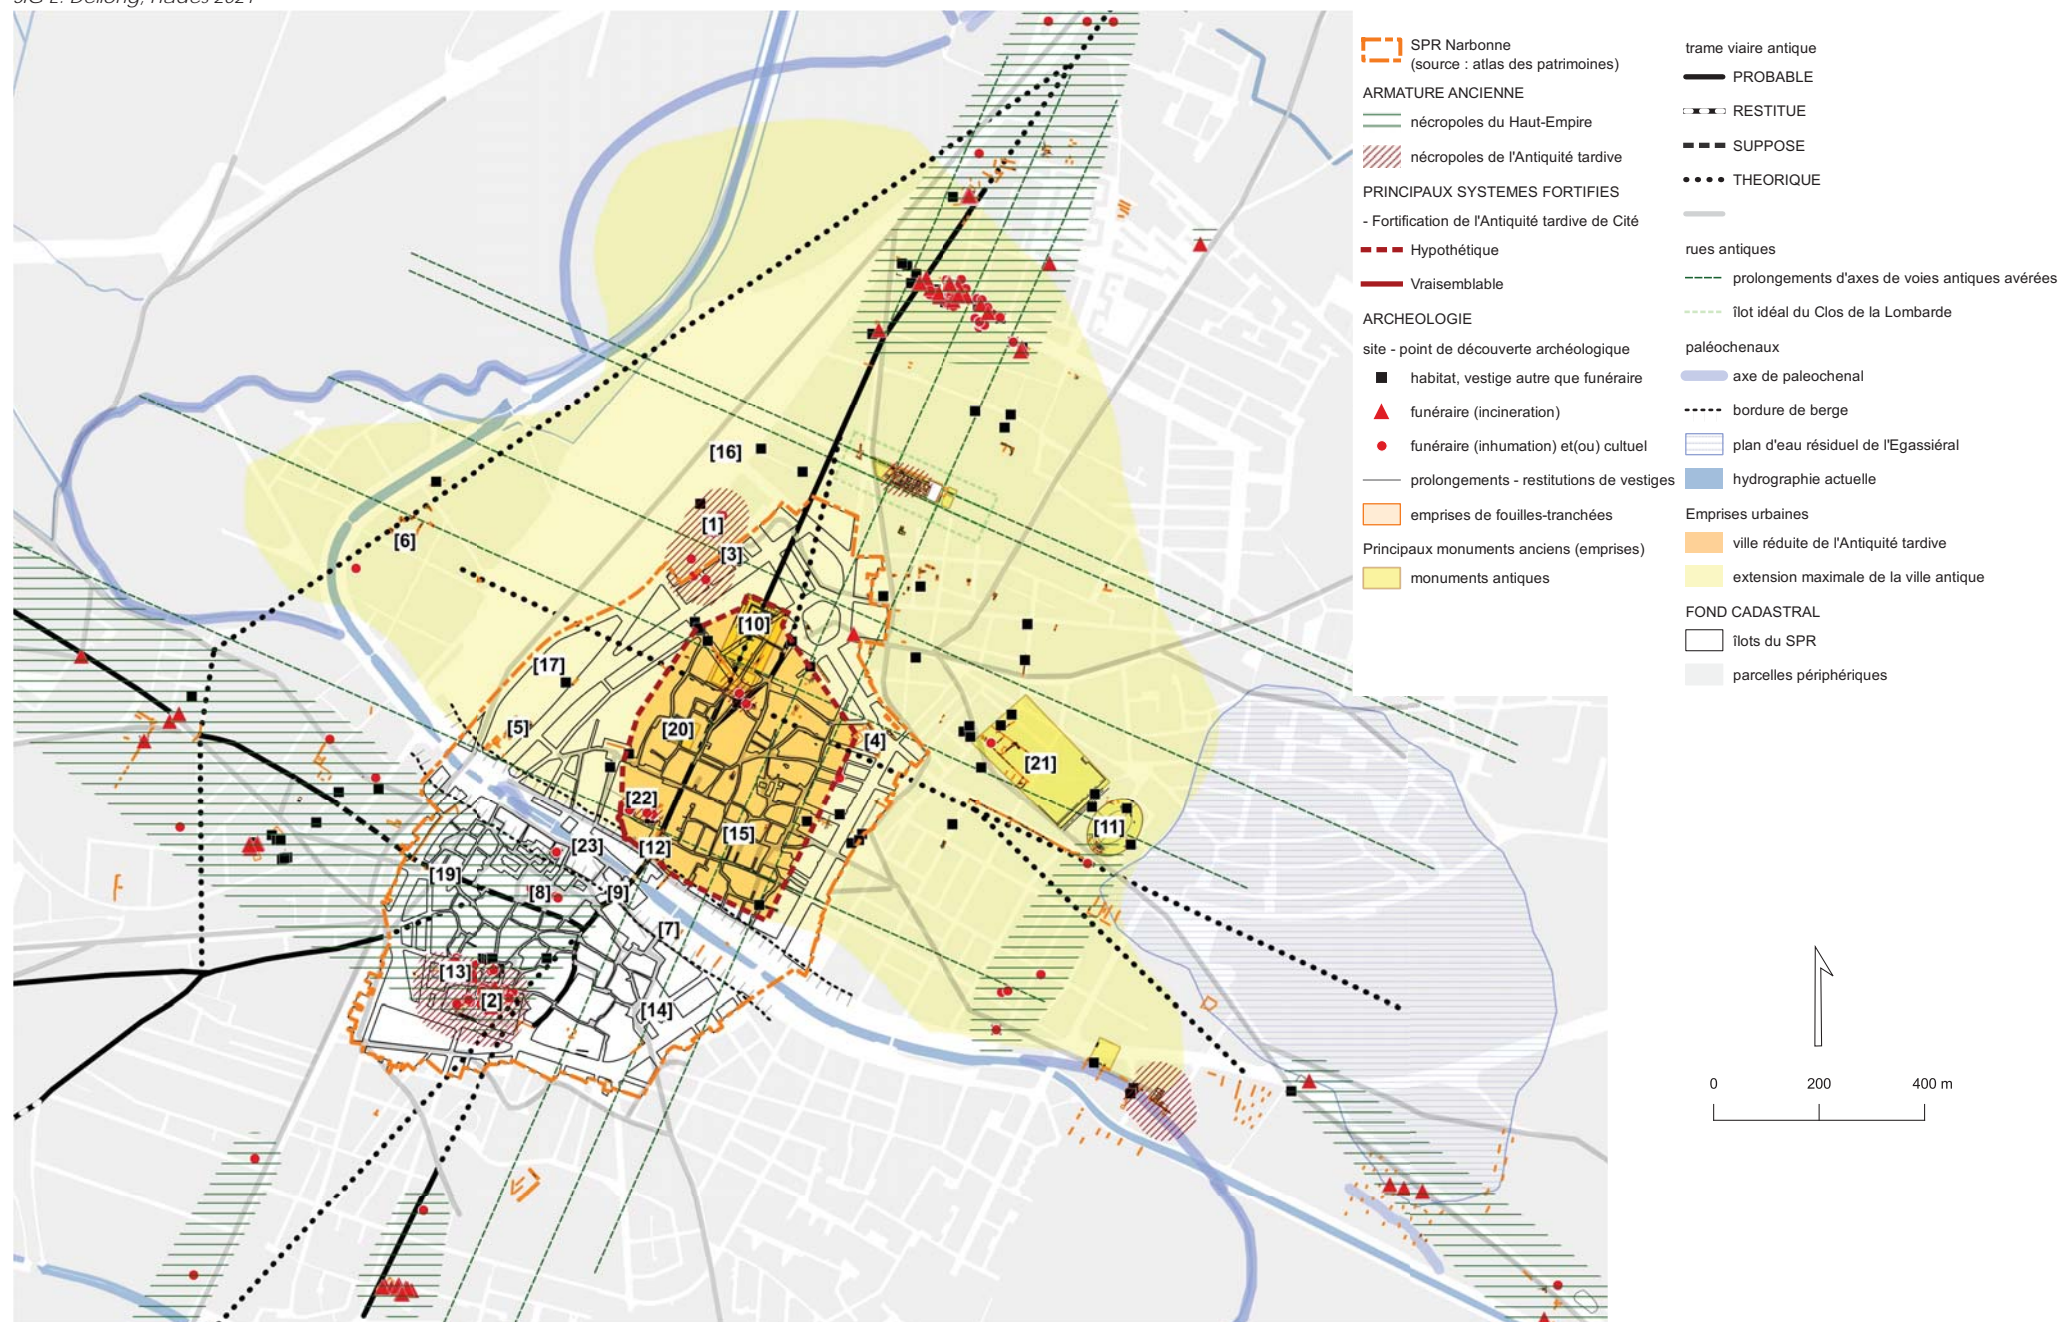 SIG E. Dellong, Hadès 2021
SPR Narbonne
(source : atlas des patrimoines)
ARMATURE ANCIENNE
nécropoles du Haut-Empire
nécropoles de l'Antiquité tardive
PRINCIPAUX SYSTEMES FORTIFIES
- Fortification de l'Antiquité tardive de Cité
Hypothétique
Vraisemblable
ARCHEOLOGIE
site - point de découverte archéologique
habitat, vestige autre que funéraire
funéraire (incineration)
funéraire (inhumation) et(ou) cultuel
prolongements - restitutions de vestiges
emprises de fouilles-tranchées
Principaux monuments anciens (emprises)
monuments antiques
trame viaire antique
PROBABLE
RESTITUE
SUPPOSE
THEORIQUE
rues antiques
prolongements d'axes de voies antiques avérées
îlot idéal du Clos de la Lombarde
paléochenaux
axe de paleochenal
bordure de berge
plan d'eau résiduel de l'Egassiéral
hydrographie actuelle
Emprises urbaines
ville réduite de l'Antiquité tardive
extension maximale de la ville antique
FOND CADASTRAL
îlots du SPR
parcelles périphériques
[16]
[1]
[6]
[3]
[10]
[17]
[5]
[20]
[4]
[21]
[22]
[11]
[15]
[23]
[12]
[19]
[8]
[9]
[7]
[13]
[2]
[14]
0 200 400 m